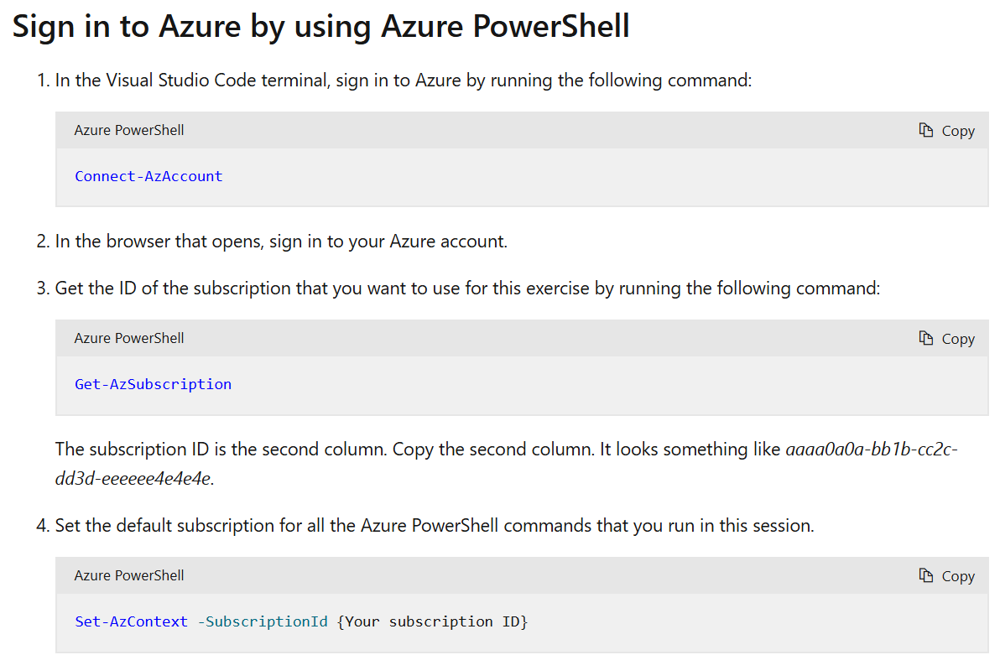 Sign in to Azure by using Azure PowerShell
1. In the Visual Studio Code terminal, sign in to Azure by running the following command:
Azure PowerShell Copy
Connect-AzAccount
2. In the browser that opens, sign in to your Azure account.
3. Get the ID of the subscription that you want to use for this exercise by running the following command:
Azure PowerShell Copy
Get-AzSubscription
The subscription ID is the second column. Copy the second column. It looks something like aaaa0a0a-bb1b-cc2c-
dd3d-eeeeee4e4e4e.
4. Set the default subscription for all the Azure PowerShell commands that you run in this session.
Azure PowerShell Copy
Set-AzContext -SubscriptionId {Your subscription ID}